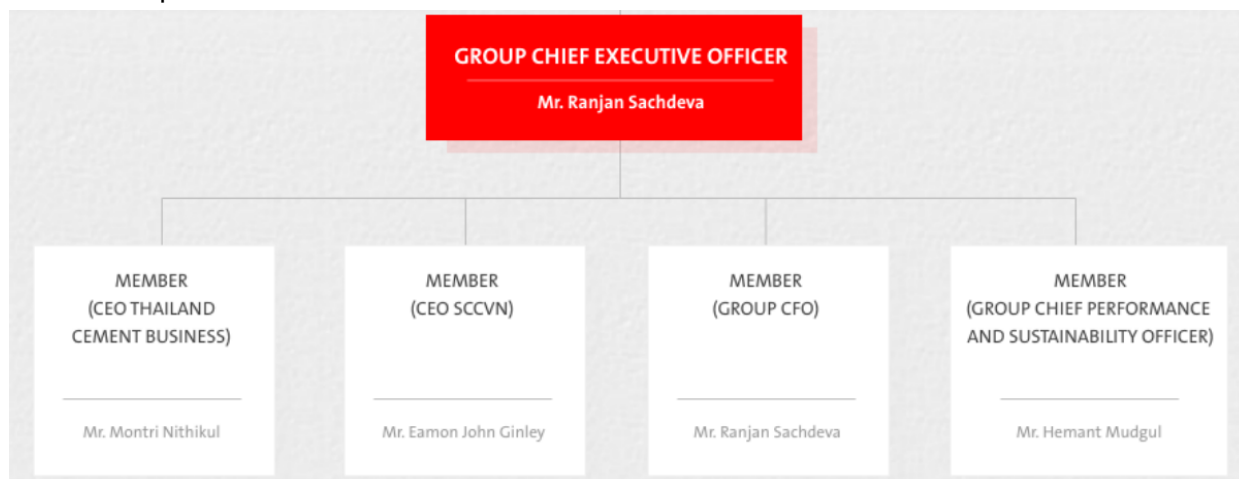 GROUP CHIEF EXECUTIVE OFFICER
Mr. Ranjan Sachdeva
MEMBER
(CEO THAILAND
CEMENT BUSINESS)
Mr. Montri Nithikul
MEMBER
(CEO SCCVN)
Mr. Eamon John Ginley
MEMBER
(GROUP CFO)
Mr. Ranjan Sachdeva
MEMBER
(GROUP CHIEF PERFORMANCE
AND SUSTAINABILITY OFFICER)
Mr. Hemant Mudgul